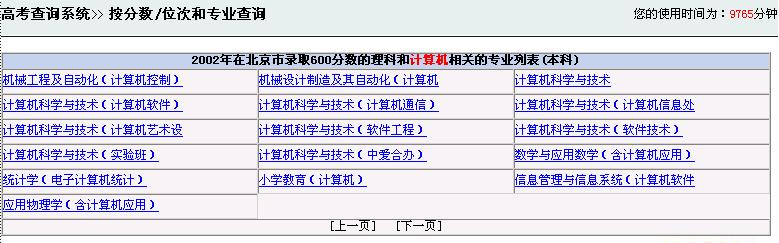 高考查询系统>> 按分数/位次和专业查询 您的使用时间为：9765分钟
2002年在北京市录取600分数的理科和计算机相关的专业列表(本科)
机械工程及自动化（计算机控制） 机械设计制造及其自动化（计算机 计算机科学与技术
计算机科学与技术（计算机软件） 计算机科学与技术（计算机通信） 计算机科学与技术（计算机信息处
计算机科学与技术（计算机艺术设 计算机科学与技术（软件工程） 计算机科学与技术（软件技术）
计算机科学与技术（实验班） 计算机科学与技术（中爱合办） 数学与应用数学（含计算机应用）
统计学（电子计算机统计） 小学教育（计算机） 信息管理与信息系统（计算机软件
应用物理学（含计算机应用）
[上一页] [下一页]